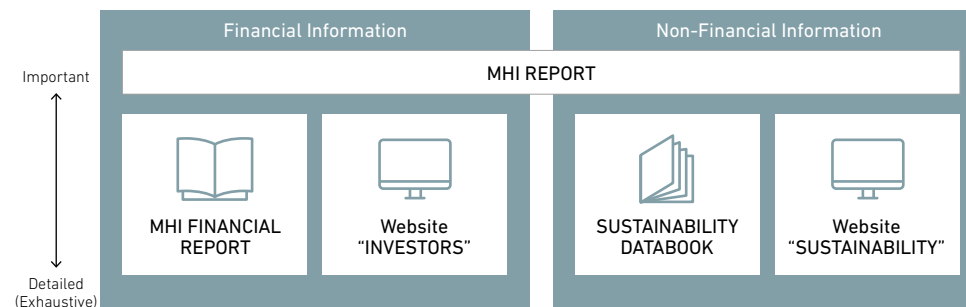 Financial Information
Non-Financial Information
Important
MHI REPORT
MHI FINANCIAL
REPORT
Website
“INVESTORS”
SUSTAINABILITY
DATABOOK
Website
“SUSTAINABILITY”
Detailed
(Exhaustive)